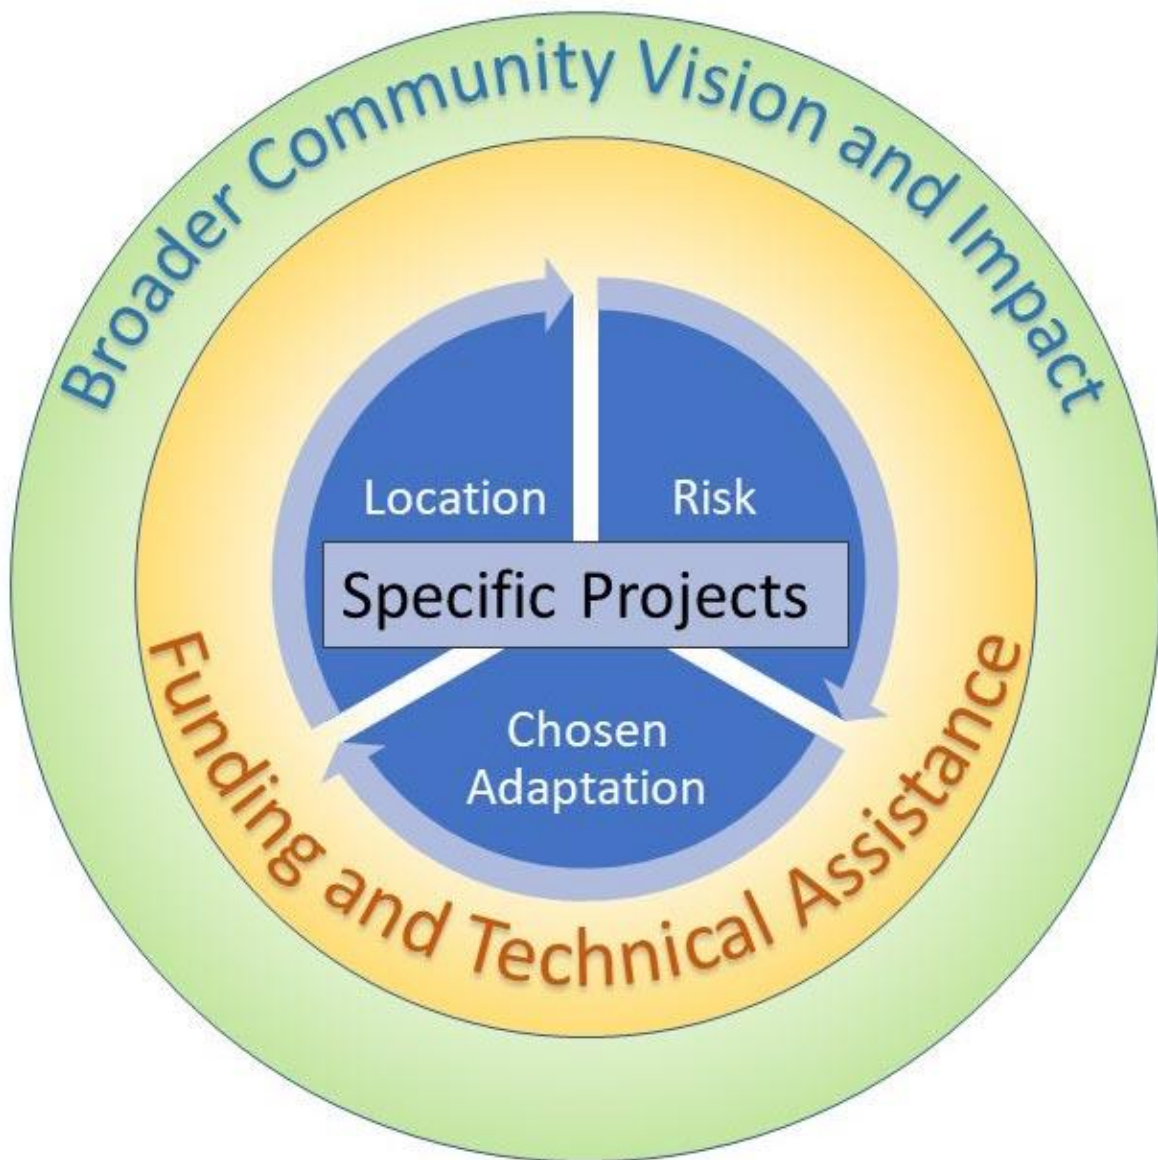 Broader Community Vision and Impact
Location
Risk
Specific Projects
Chosen
Adaptation
Funding and Technical Assistance